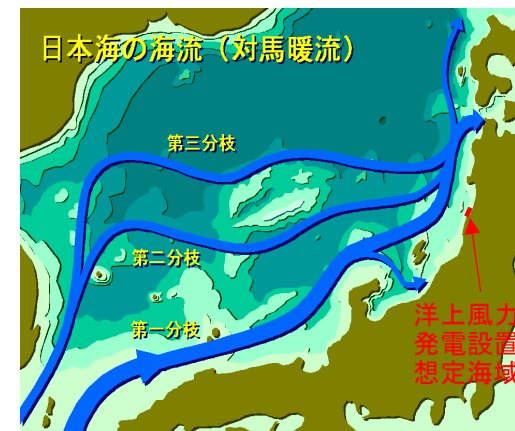 日本海の海流（対馬暖流）
第三分枝
第二分枝
第一分枝
洋上風力
発電設置
想定海域